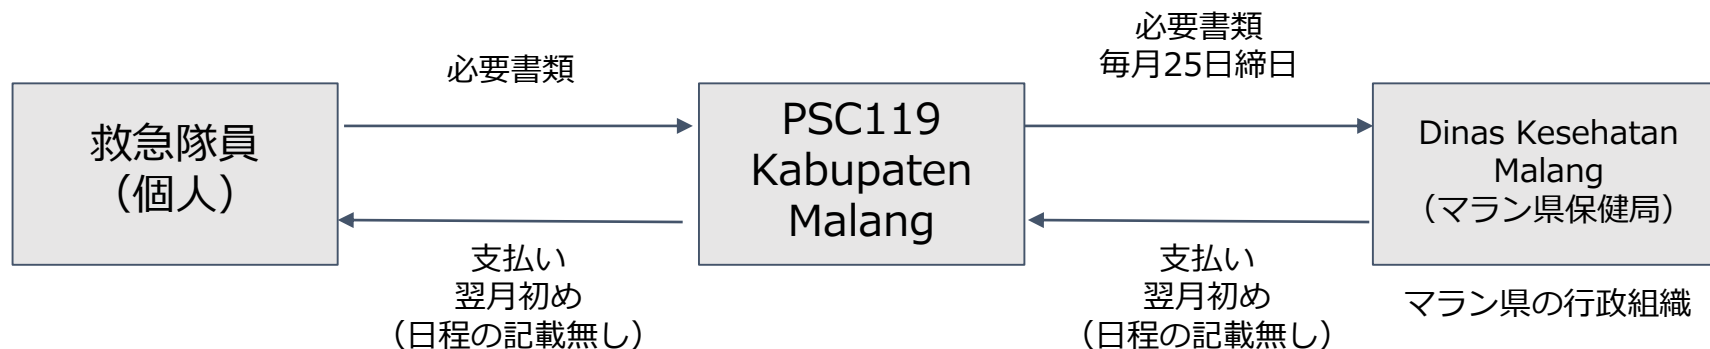 必要書類
必要書類
毎月25日締日
救急隊員
（個人）
PSC119
Kabupaten
Malang
Dinas Kesehatan
Malang
（マラン県保健局）
支払い
翌月初め
（日程の記載無し）
支払い
翌月初め
（日程の記載無し）
マラン県の行政組織